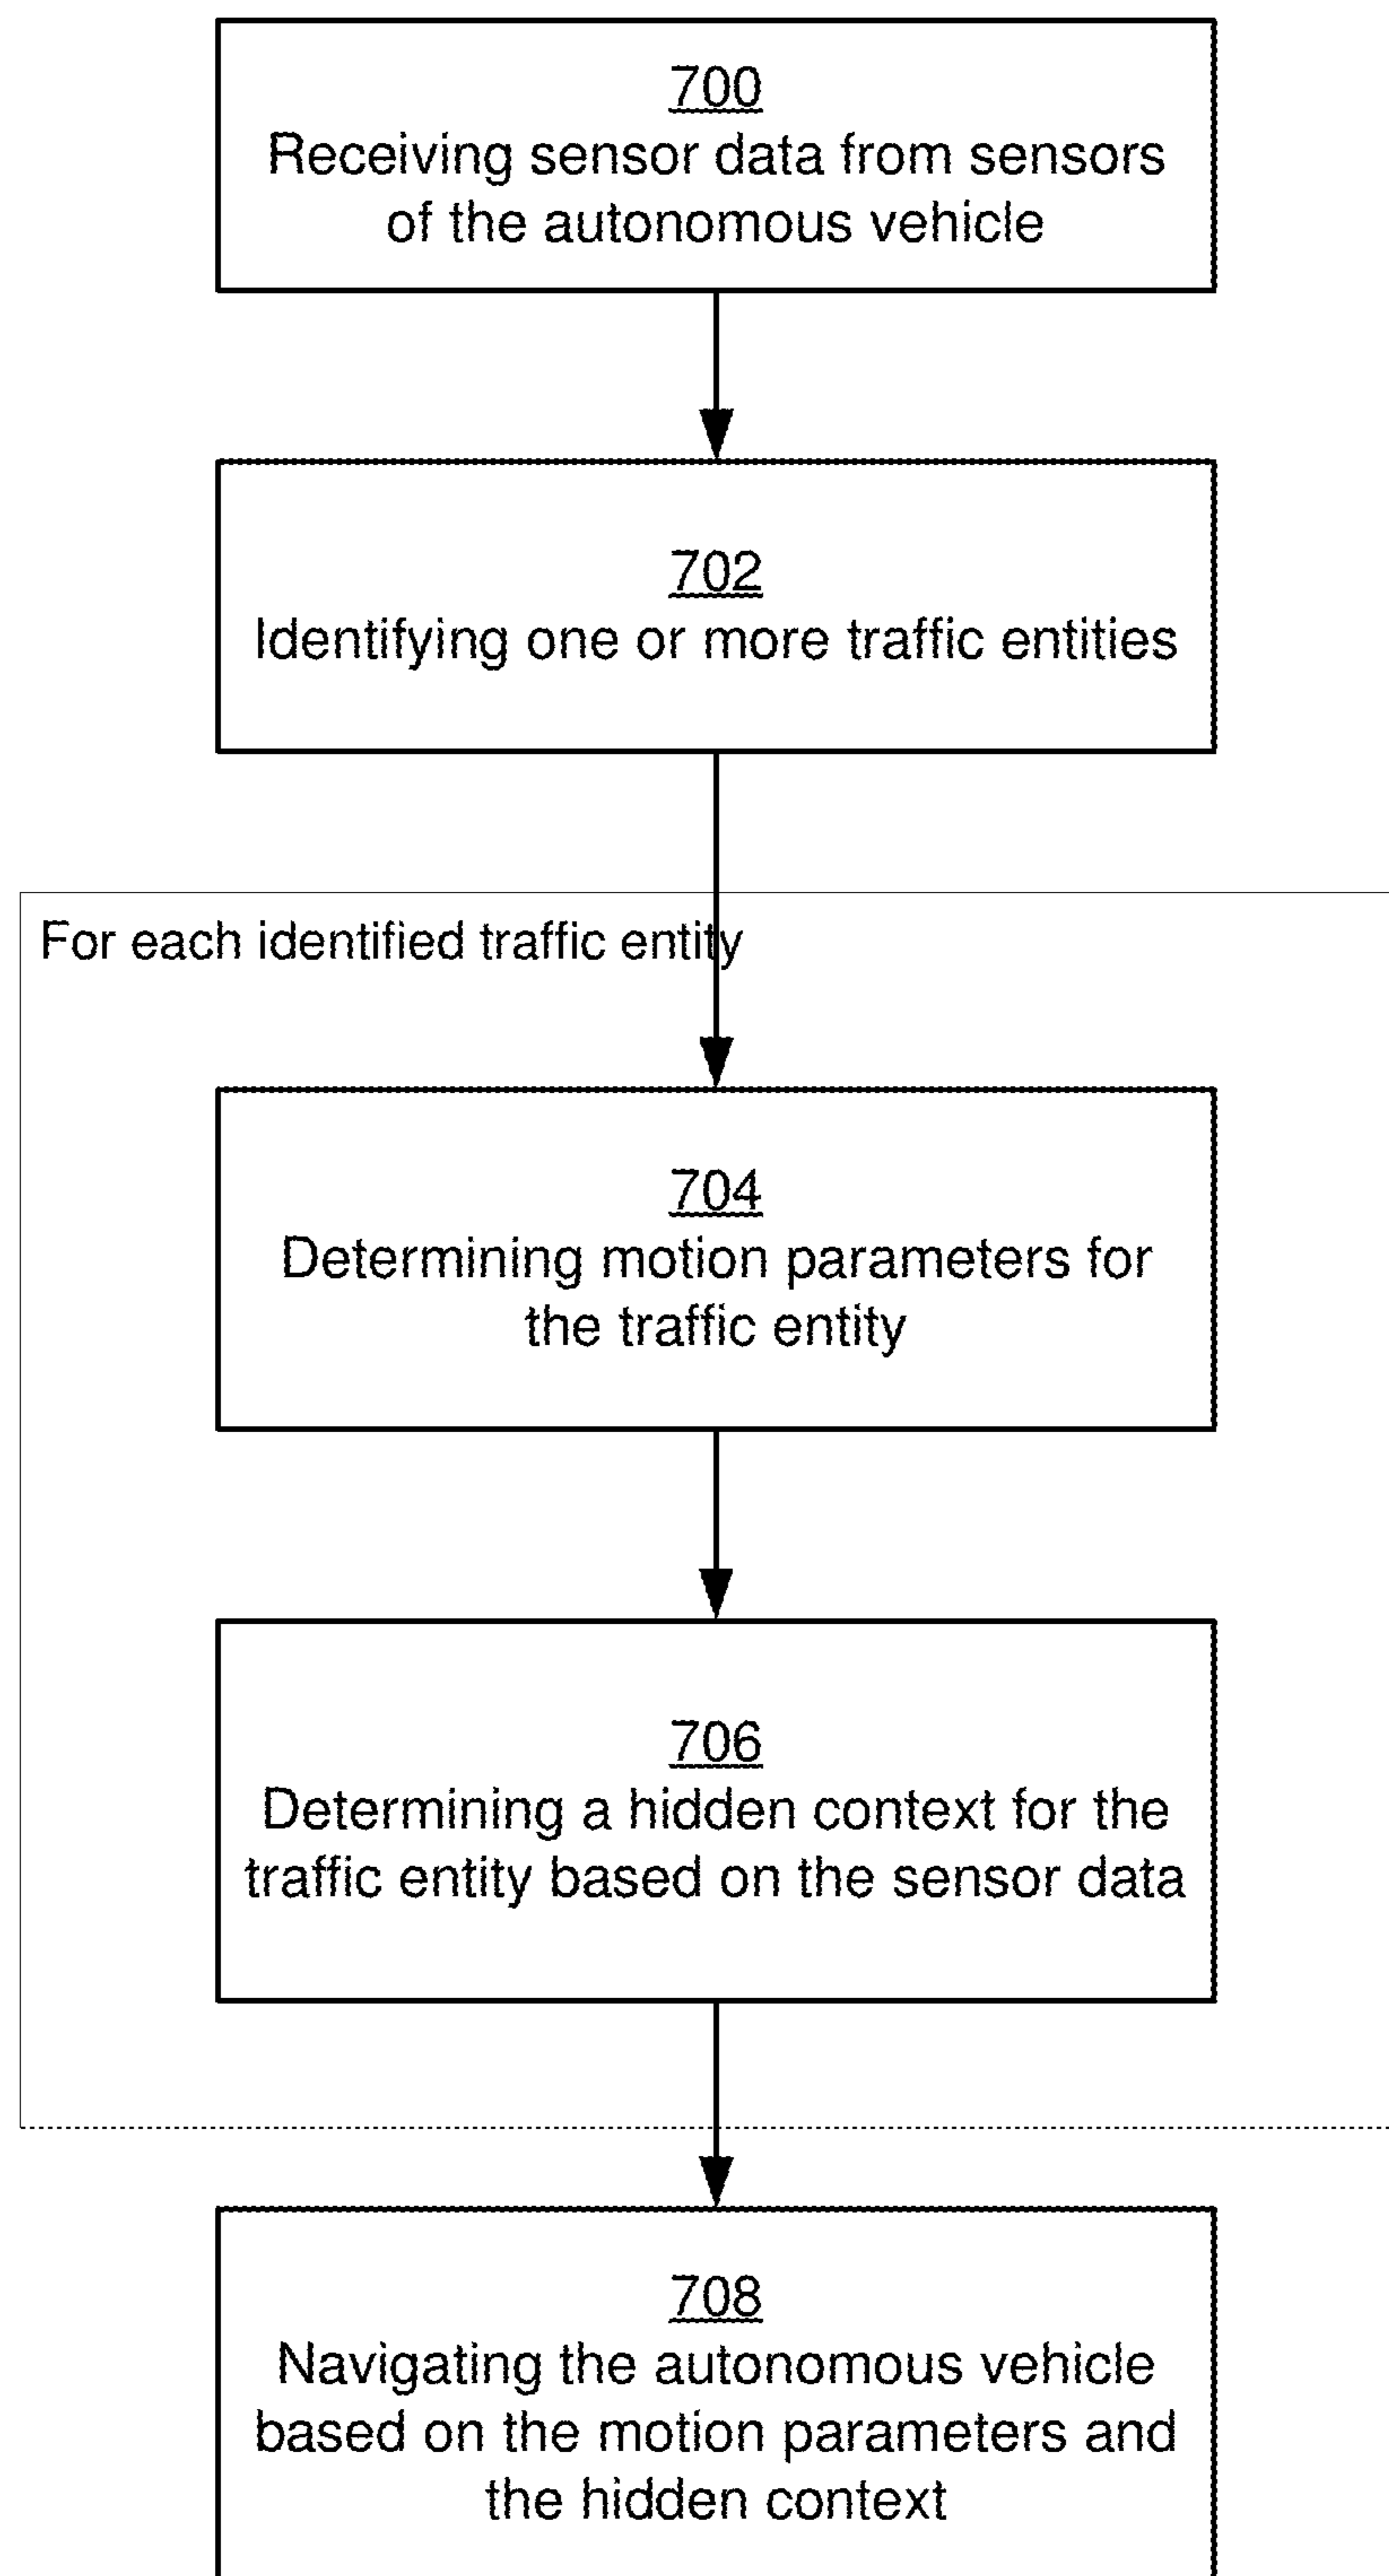 700
Receiving sensor data from sensors
of the autonomous vehicle
702
Identifying one or more traffic entities
For each identified traffic entity
704
Determining motion parameters for
the traffic entity
706
Determining a hidden context for the
traffic entity based on the sensor data
708
Navigating the autonomous vehicle
based on the motion parameters and
the hidden context